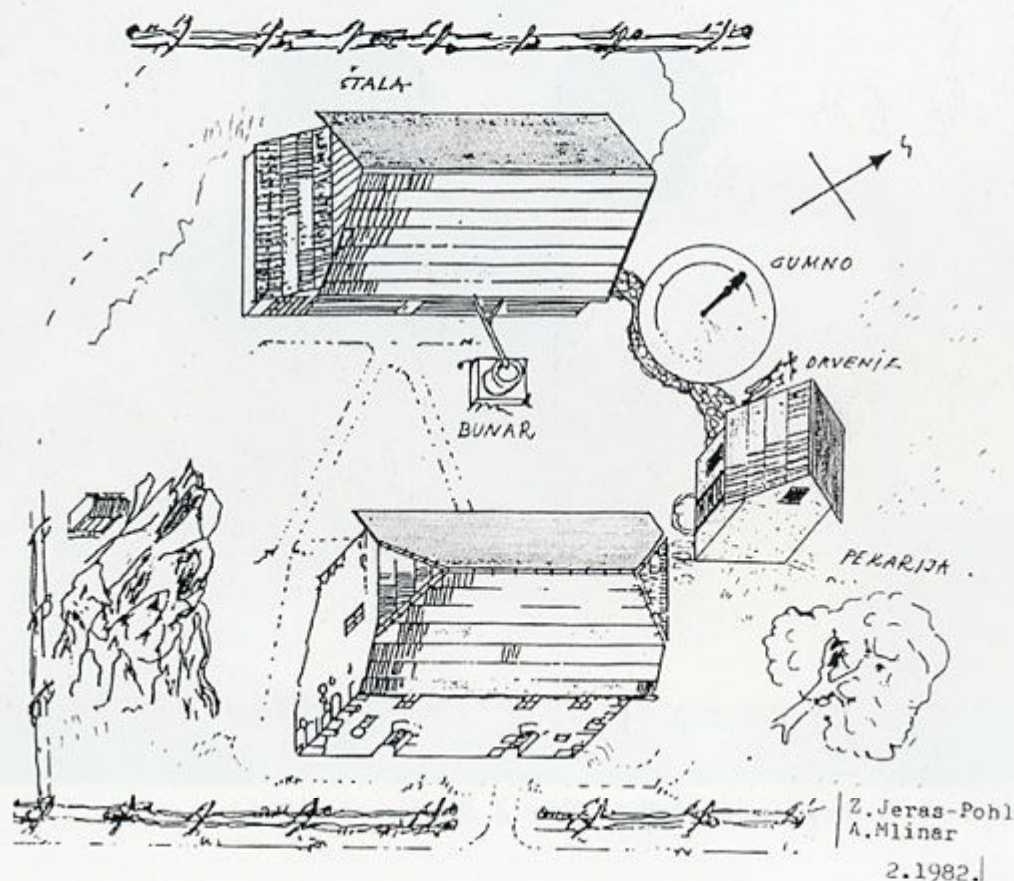 ŠTALA
GUMNO
DRVENIK
BUNAR
PEKARIJA
Z.Jeras-Pohl
A.Mlinar
2.1982.